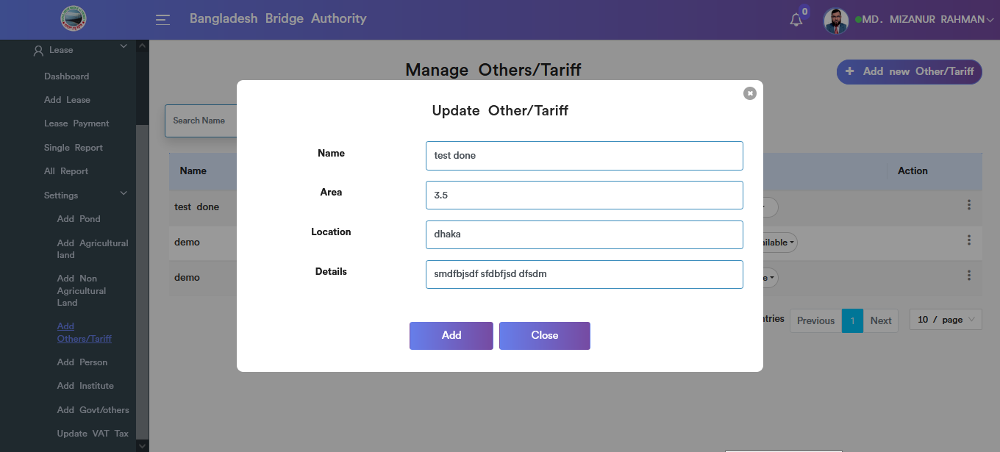 Bangladesh Bridge Authority
0
MD. MIZANUR RAHMAN
Lease
Dashboard
Add Lease
Lease Payment
Single Report
All Report
Settings
Add Pond
Add Agricultural
land
Add Non
Agricultural
Land
Add
Others/Tariff
Add Person
Add Institute
Add Govt/others
Update VAT Tax
Manage Others/Tariff
+ Add new Other/Tariff
Search Name
Name
Action
test done
demo
ilable
demo
e
ntries
Previous
1
Next
10 / page
Update Other/Tariff
Name
test done
Area
3.5
Location
dhaka
Details
smdfbjsdf sfdbfjsd dfsdm
Add
Close